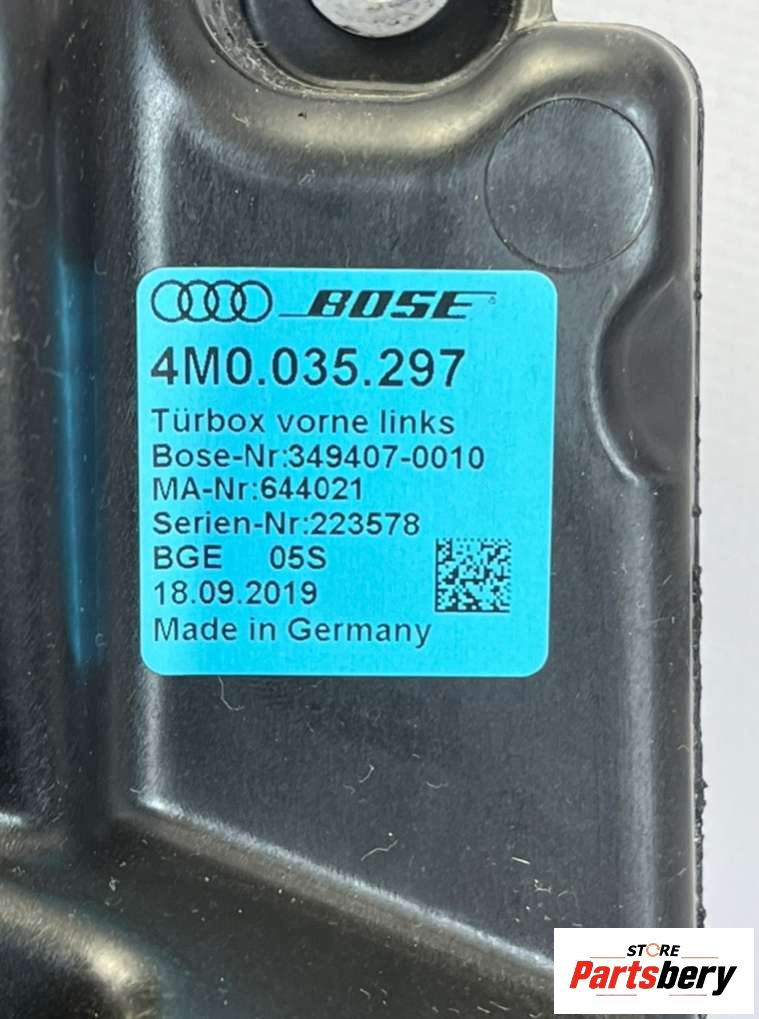 BOSE
4M0.035.297
Türbox vorne links
Bose-Nr:349407-0010
MA-Nr:644021
Serien-Nr:223578
BGE 05S
18.09.2019
Made in Germany
STORE
Partsbery